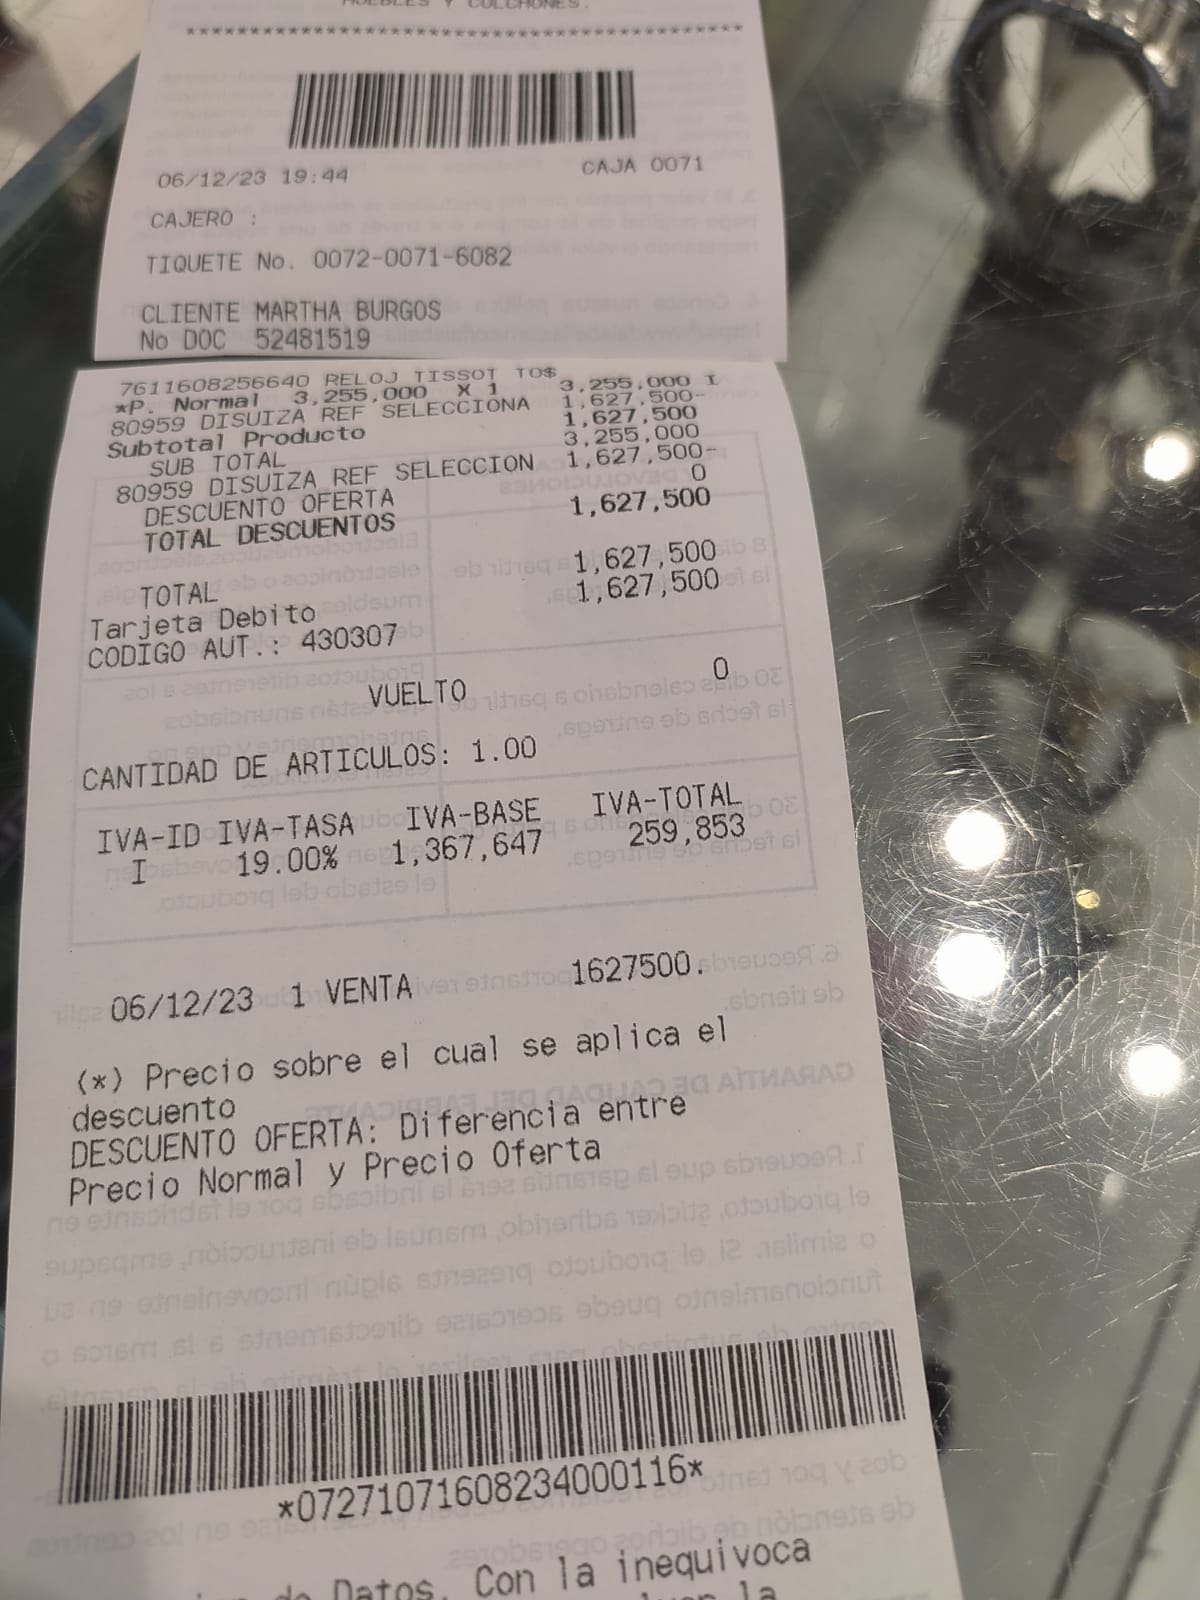 MUEBLES Y COLCHONES.
********************************************
06/12/23 19:44 CAJA 0071
CAJERO :
TIQUETE No. 0072-0071-6082
CLIENTE MARTHA BURGOS
No DOC 52481519
7611608256640 RELOJ TISSOT TO$ 3,255,000 I
*P. Normal 3,255,000 X 1
80959 DISUIZA REF SELECCIONA 1,627,500-
Subtotal Producto 1,627,500
SUB TOTAL 3,255,000
80959 DISUIZA REF SELECCION 1,627,500-
DESCUENTO OFERTA 0
TOTAL DESCUENTOS 1,627,500
TOTAL 1,627,500
Tarjeta Debito 1,627,500
CODIGO AUT.: 430307
VUELTO 0
CANTIDAD DE ARTICULOS: 1.00
IVA-ID IVA-TASA IVA-BASE IVA-TOTAL
I 19.00% 1,367,647 259,853
06/12/23 1 VENTA 1627500.
(*) Precio sobre el cual se aplica el
descuento
DESCUENTO OFERTA: Diferencia entre
Precio Normal y Precio Oferta
*07271071608234000116*
de Datos. Con la inequivoca
la